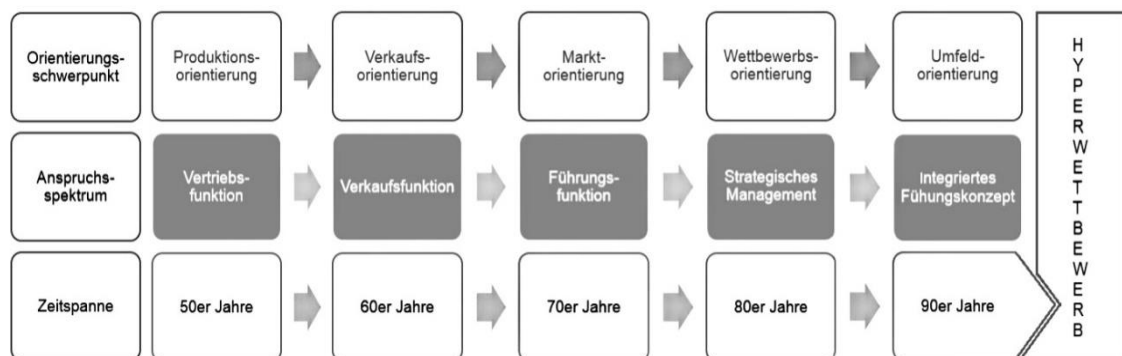 Orientierungs-
schwerpunkt
Produktions-
orientierung
Verkaufs-
orientierung
Markt-
orientierung
Wettbewerbs-
orientierung
Umfeld-
orientierung
Anspruchs-
spektrum
Vertriebs-
funktion
Verkaufsfunktion
Führungs-
funktion
Strategisches
Management
Integriertes
Fühungskonzept
Zeitspanne
50er Jahre
60er Jahre
70er Jahre
80er Jahre
90er Jahre
HYPERWETTBEWERB